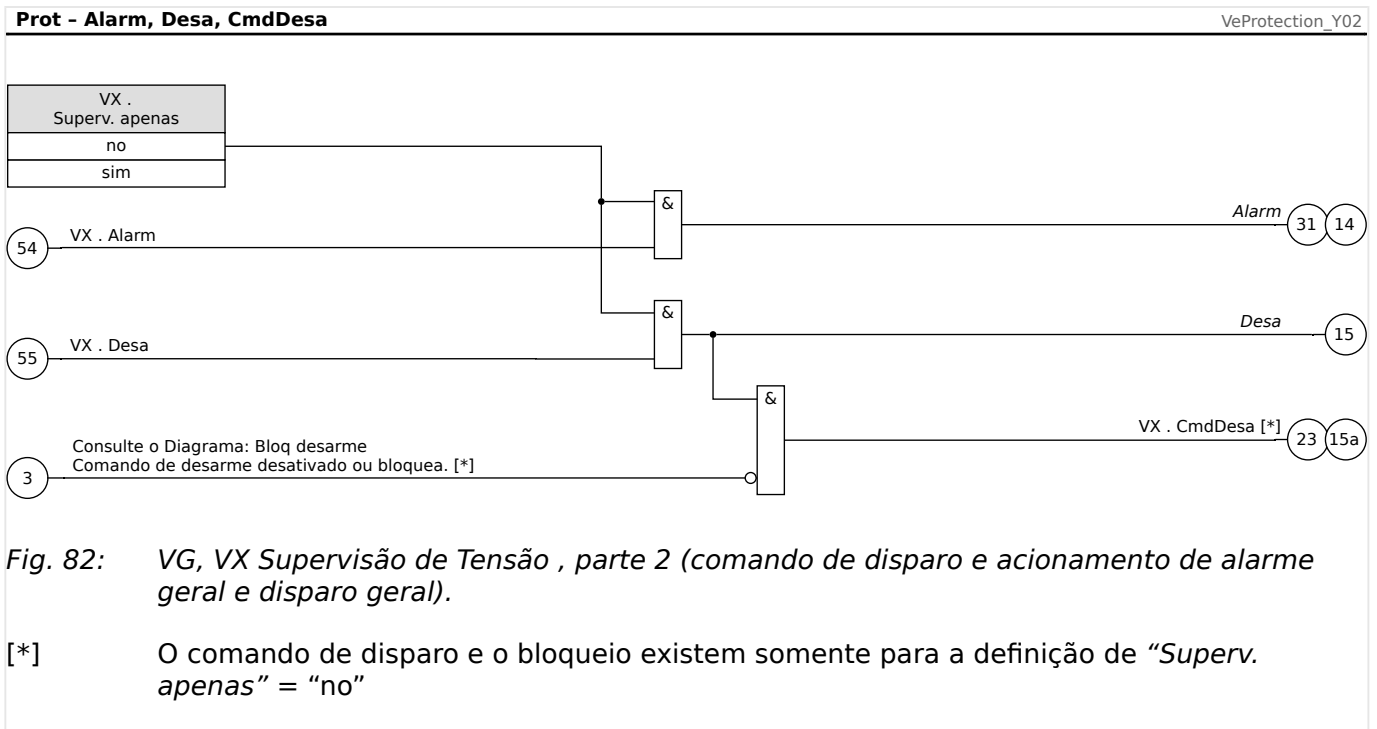 Prot – Alarm, Desa, CmdDesa
VeProtection_Y02
VX .
Superv. apenas
no
sim
&
Alarm
31
14
54
VX . Alarm
&
Desa
15
55
VX . Desa
&
VX . CmdDesa [*]
23
15a
Consulte o Diagrama: Bloq desarme
Comando de desarme desativado ou bloquea. [*]
3
Fig. 82: VG, VX Supervisão de Tensão , parte 2 (comando de disparo e acionamento de alarme
geral e disparo geral).
[*] O comando de disparo e o bloqueio existem somente para a definição de “Superv.
apenas” = “no”